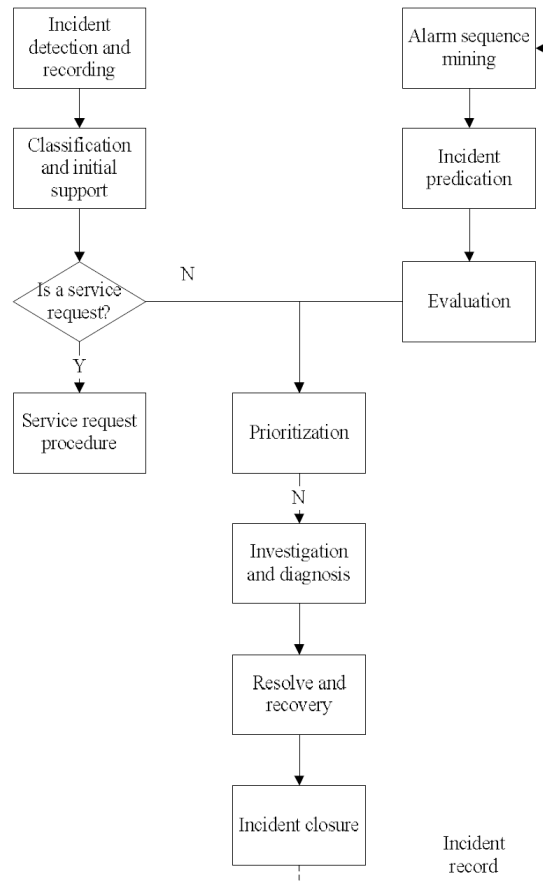 Incident
detection and
recording
Alarm sequence
mining
Classification
and initial
support
Incident
predication
Is a service
request?
N
Evaluation
Y
Service request
procedure
Prioritization
N
Investigation
and diagnosis
Resolve and
recovery
Incident closure
Incident
record